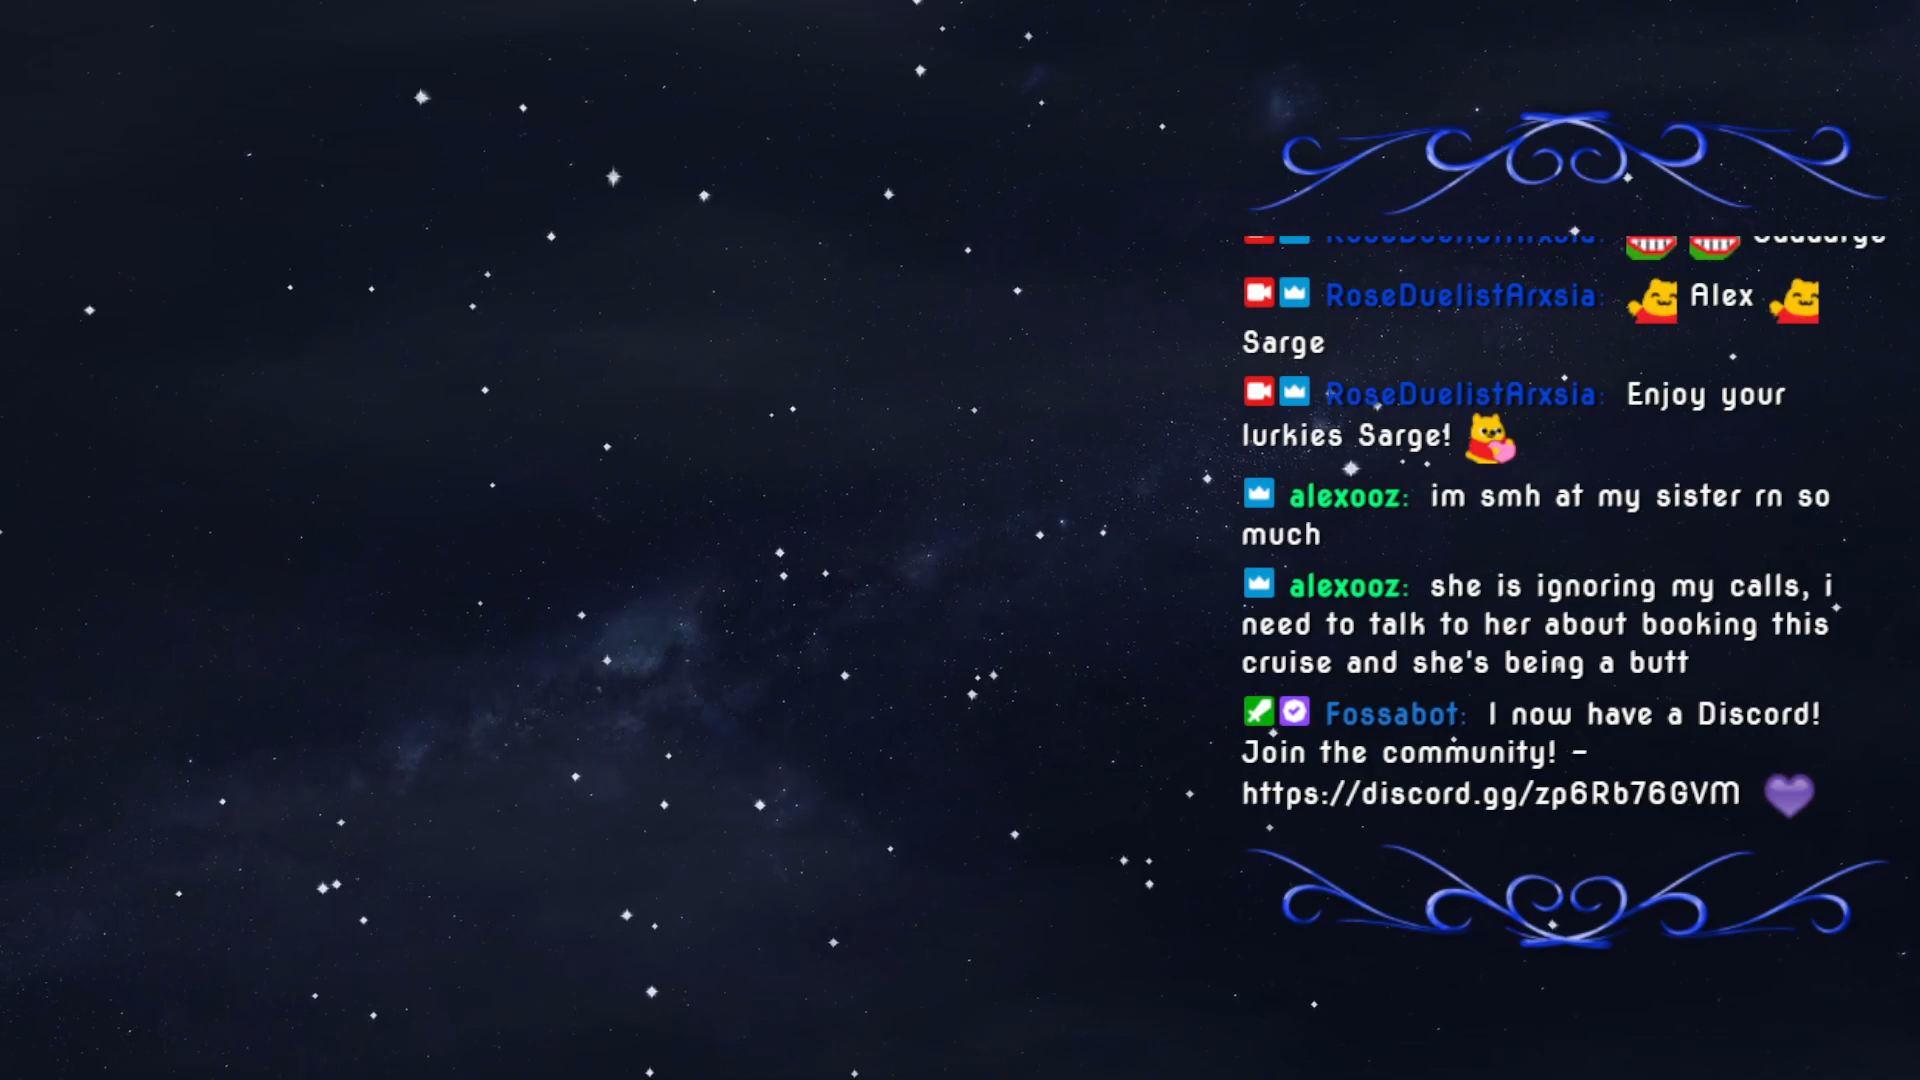 RoseDuelistArxsia: Alex
Sarge
RoseDuelistArxsia: Enjoy your
lurkies Sarge!
alexooz: im smh at my sister rn so
much
alexooz: she is ignoring my calls, i
need to talk to her about booking this
cruise and she's being a butt
Fossabot: I now have a Discord!
Join the community! -
https://discord.gg/zp6Rb76GVM